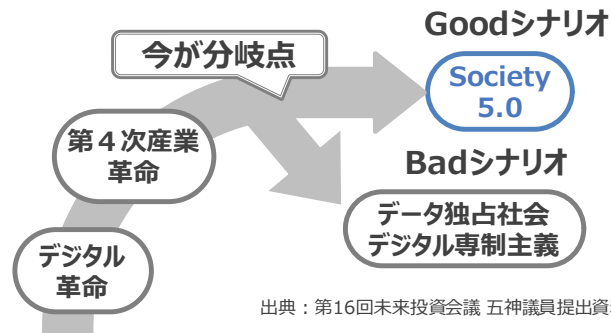 Goodシナリオ
今が分岐点
Society
5.0
第４次産業
革命
Badシナリオ
データ独占社会
デジタル専制主義
デジタル
革命
出典：第16回未来投資会議 五神議員提出資